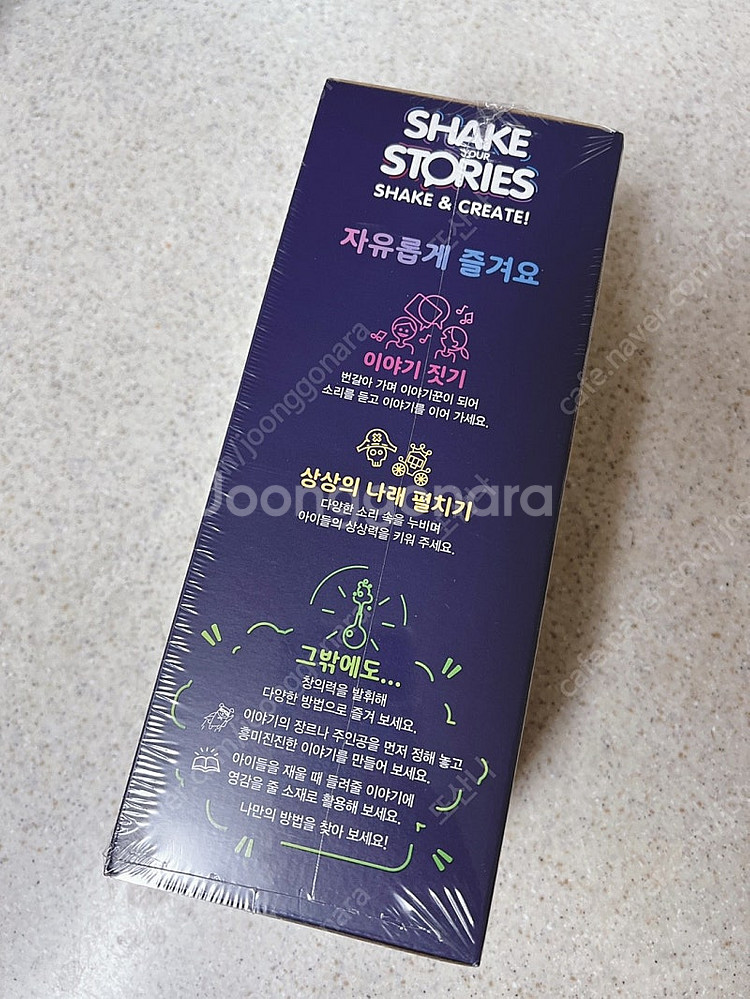 SHAKE
YOUR
STORIES
SHAKE & CREATE!
자유롭게 즐겨요
이야기 짓기
번갈아 가며 이야기꾼이 되어
소리를 듣고 이야기를 이어 가세요.
상상의 나래 펼치기
다양한 소리 속을 누비며
아이들의 상상력을 키워 주세요.
그밖에도...
창의력을 발휘해
다양한 방법으로 즐겨 보세요.
이야기의 장르나 주인공을 먼저 정해 놓고
흥미진진한 이야기를 만들어 보세요.
아이들을 재울 때 들려줄 이야기에
영감을 줄 소재로 활용해 보세요.
나만의 방법을 찾아 보세요!
Joonggonara